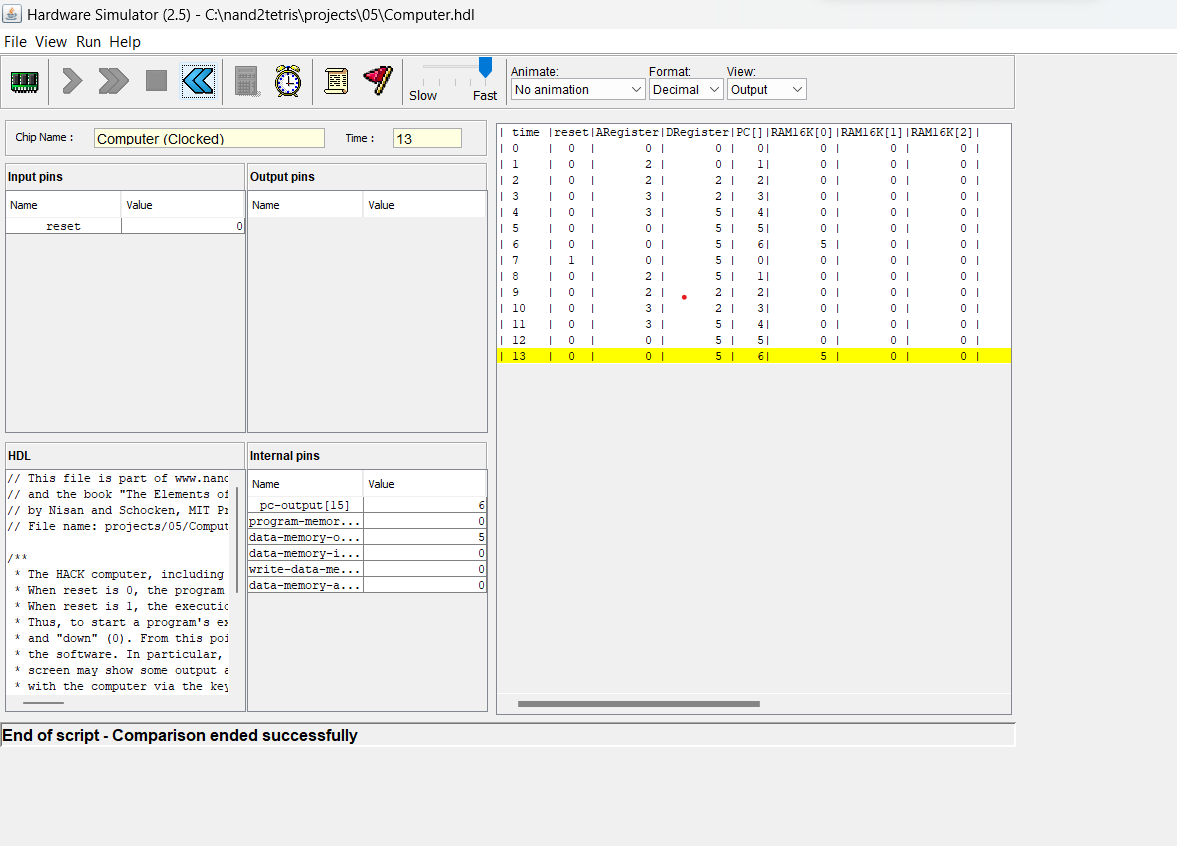 Hardware Simulator (2.5) - C:\nand2tetris\projects\05\Computer.hdl
File View Run Help
Slow Fast
Animate: Format: View:
No animation Decimal Output
Chip Name : Computer (Clocked) Time : 13
Input pins
Name Value
reset 0
Output pins
Name Value
HDL
// This file is part of www.nand
// and the book "The Elements of
// by Nisan and Schocken, MIT Pr
// File name: projects/05/Comput
/**
* The HACK computer, including
* When reset is 0, the program
* When reset is 1, the executio
* Thus, to start a program's ex
* and "down" (0). From this poi
* the software. In particular,
* screen may show some output a
* with the computer via the key
Internal pins
Name Value
pc-output[15] 6
program-memor... 0
data-memory-o... 5
data-memory-i... 0
write-data-me... 0
data-memory-a... 0
| time |reset|ARegister|DRegister|PC[]|RAM16K[0]|RAM16K[1]|RAM16K[2]|
| 0 | 0 | 0 | 0 | 0| 0 | 0 | 0 |
| 1 | 0 | 2 | 0 | 1| 0 | 0 | 0 |
| 2 | 0 | 2 | 2 | 2| 0 | 0 | 0 |
| 3 | 0 | 3 | 2 | 3| 0 | 0 | 0 |
| 4 | 0 | 3 | 5 | 4| 0 | 0 | 0 |
| 5 | 0 | 0 | 5 | 5| 0 | 0 | 0 |
| 6 | 0 | 0 | 5 | 6| 5 | 0 | 0 |
| 7 | 1 | 0 | 5 | 0| 0 | 0 | 0 |
| 8 | 0 | 2 | 5 | 1| 0 | 0 | 0 |
| 9 | 0 | 2 | 2 | 2| 0 | 0 | 0 |
| 10 | 0 | 3 | 2 | 3| 0 | 0 | 0 |
| 11 | 0 | 3 | 5 | 4| 0 | 0 | 0 |
| 12 | 0 | 0 | 5 | 5| 0 | 0 | 0 |
| 13 | 0 | 0 | 5 | 6| 5 | 0 | 0 |
End of script - Comparison ended successfully